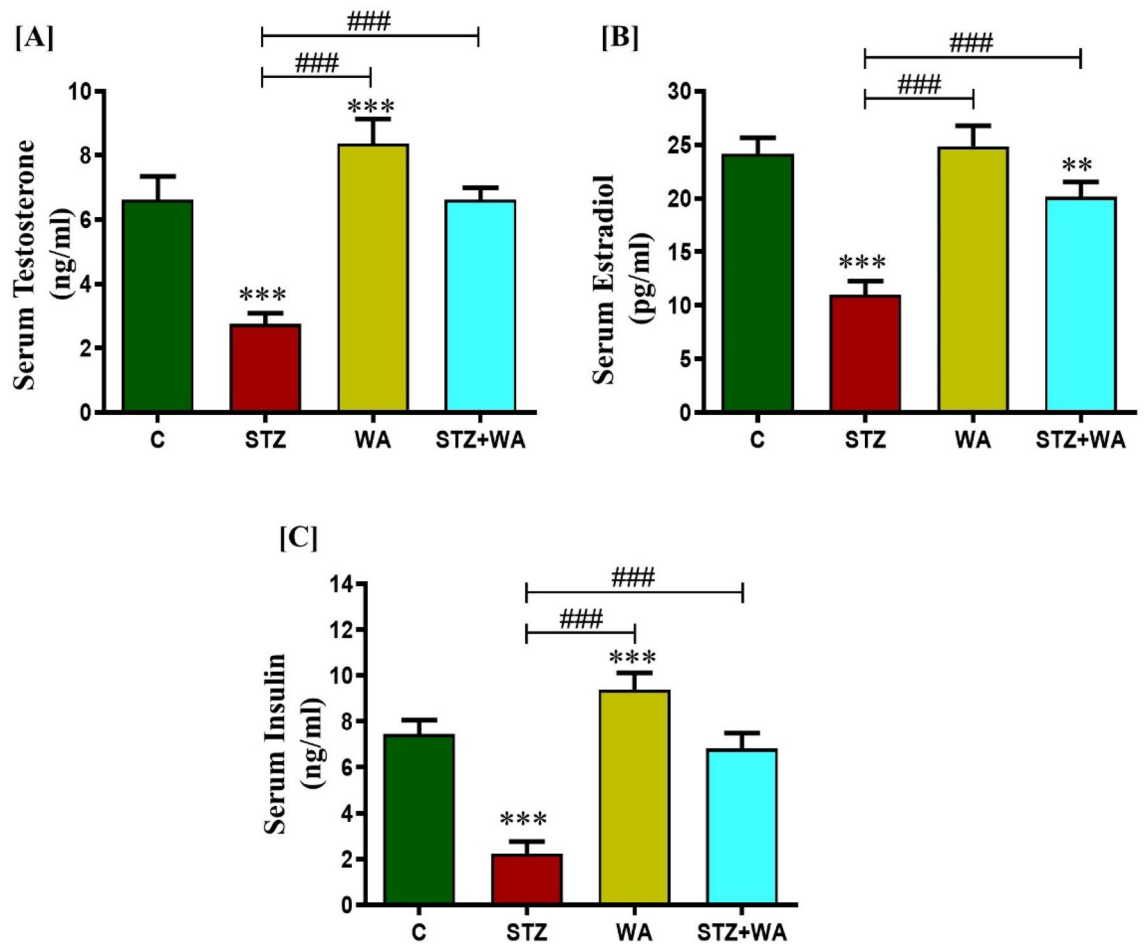 [A]
###
###
Serum Testosterone
(ng/ml)
10
8
6
4
2
0
***
***
C STZ WA STZ+WA
[B]
###
###
Serum Estradiol
(pg/ml)
30
25
20
15
10
5
0
***
**
C STZ WA STZ+WA
[C]
###
###
Serum Insulin
(ng/ml)
14
12
10
8
6
4
2
0
***
***
C STZ WA STZ+WA